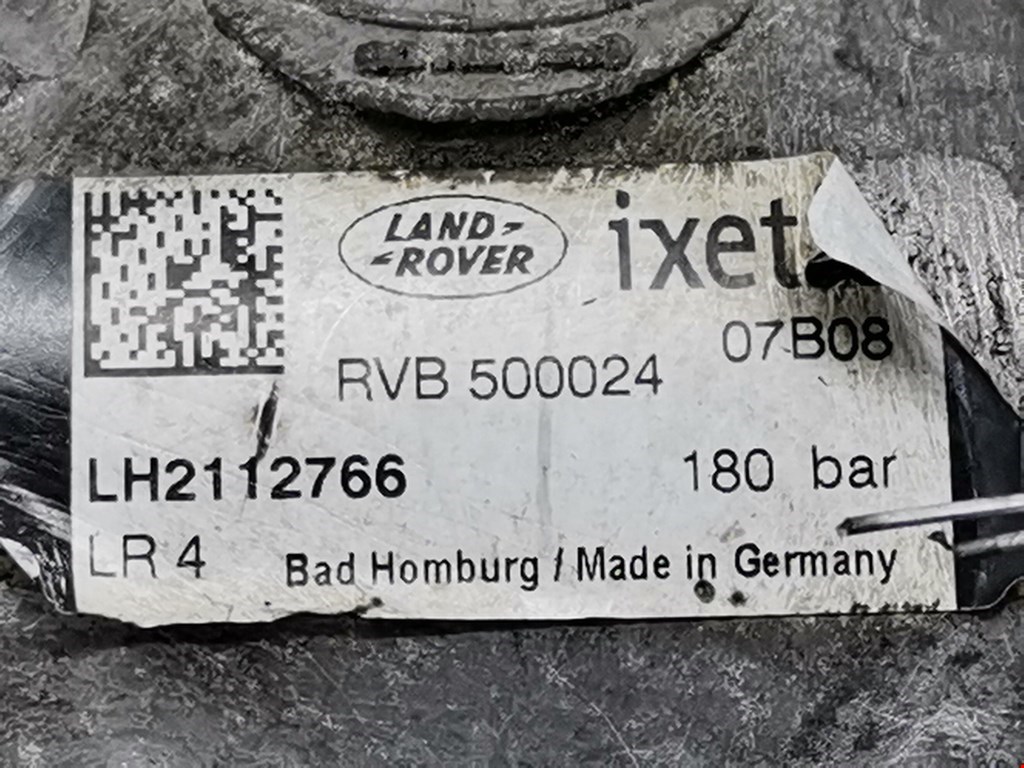 LAND-
-ROVER
ixet
07B08
RVB 500024
LH2112766
180 bar
LR 4
Bad Homburg / Made in Germany